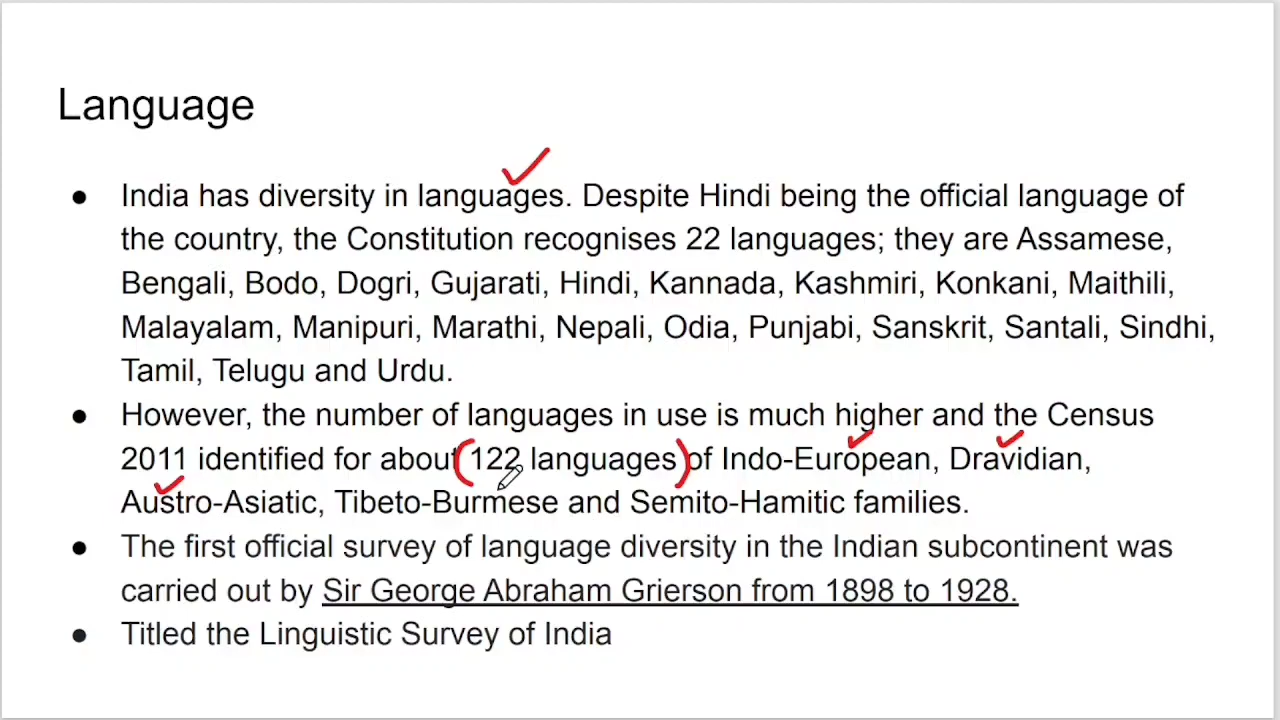 Language
● India has diversity in languages. Despite Hindi being the official language of
the country, the Constitution recognises 22 languages; they are Assamese,
Bengali, Bodo, Dogri, Gujarati, Hindi, Kannada, Kashmiri, Konkani, Maithili,
Malayalam, Manipuri, Marathi, Nepali, Odia, Punjabi, Sanskrit, Santali, Sindhi,
Tamil, Telugu and Urdu.
● However, the number of languages in use is much higher and the Census
2011 identified for about (122 languages) of Indo-European, Dravidian,
Austro-Asiatic, Tibeto-Burmese and Semito-Hamitic families.
● The first official survey of language diversity in the Indian subcontinent was
carried out by Sir George Abraham Grierson from 1898 to 1928.
● Titled the Linguistic Survey of India